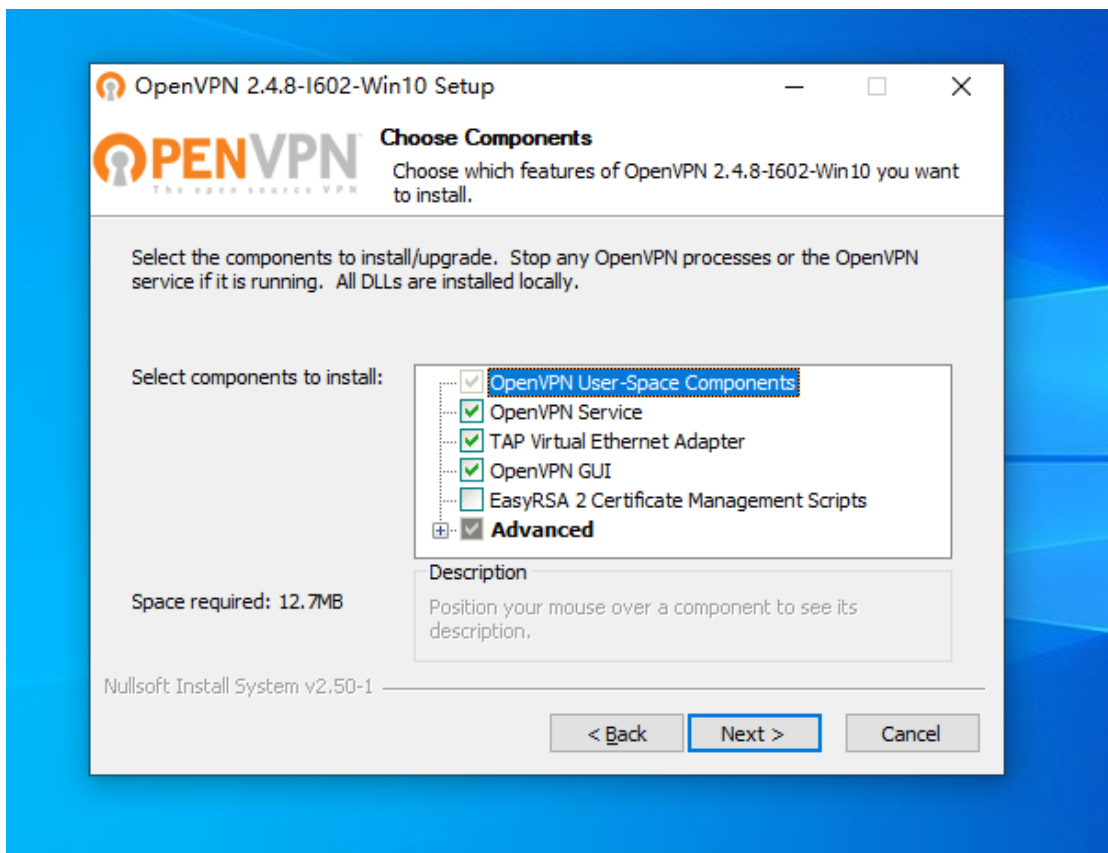 OpenVPN 2.4.8-I602-Win10 Setup
OPENVPN
The open source VPN
Choose Components
Choose which features of OpenVPN 2.4.8-I602-Win10 you want
to install.
Select the components to install/upgrade. Stop any OpenVPN processes or the OpenVPN
service if it is running. All DLLs are installed locally.
Select components to install:
OpenVPN User-Space Components
OpenVPN Service
TAP Virtual Ethernet Adapter
OpenVPN GUI
EasyRSA 2 Certificate Management Scripts
Advanced
Space required: 12.7MB
Description
Position your mouse over a component to see its
description.
Nullsoft Install System v2.50-1
< Back
Next >
Cancel